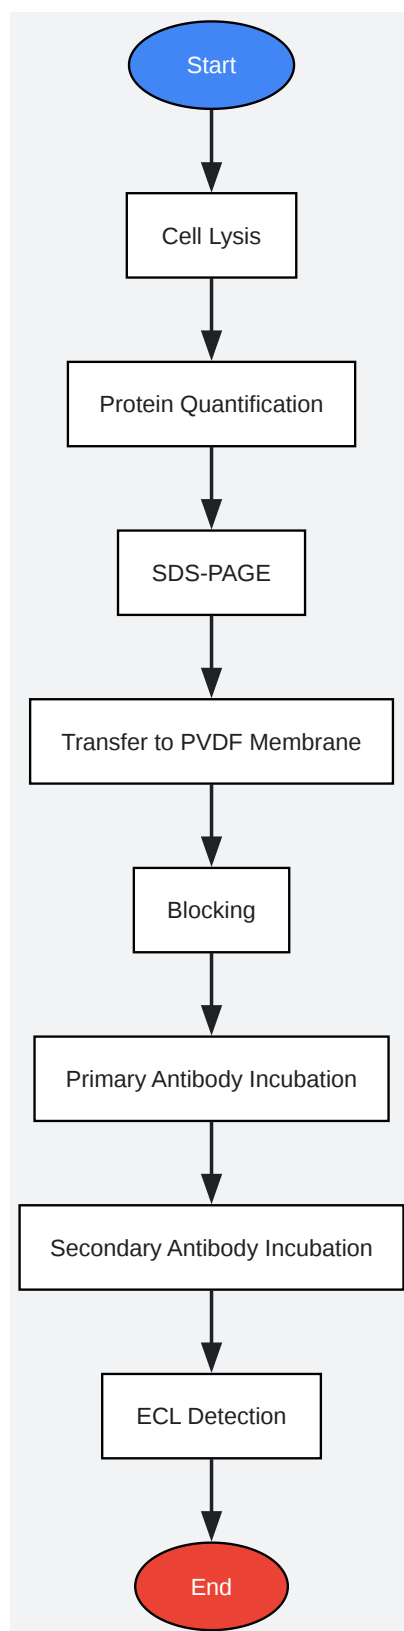 Start
Cell Lysis
Protein Quantification
SDS-PAGE
Transfer to PVDF Membrane
Blocking
Primary Antibody Incubation
Secondary Antibody Incubation
ECL Detection
End